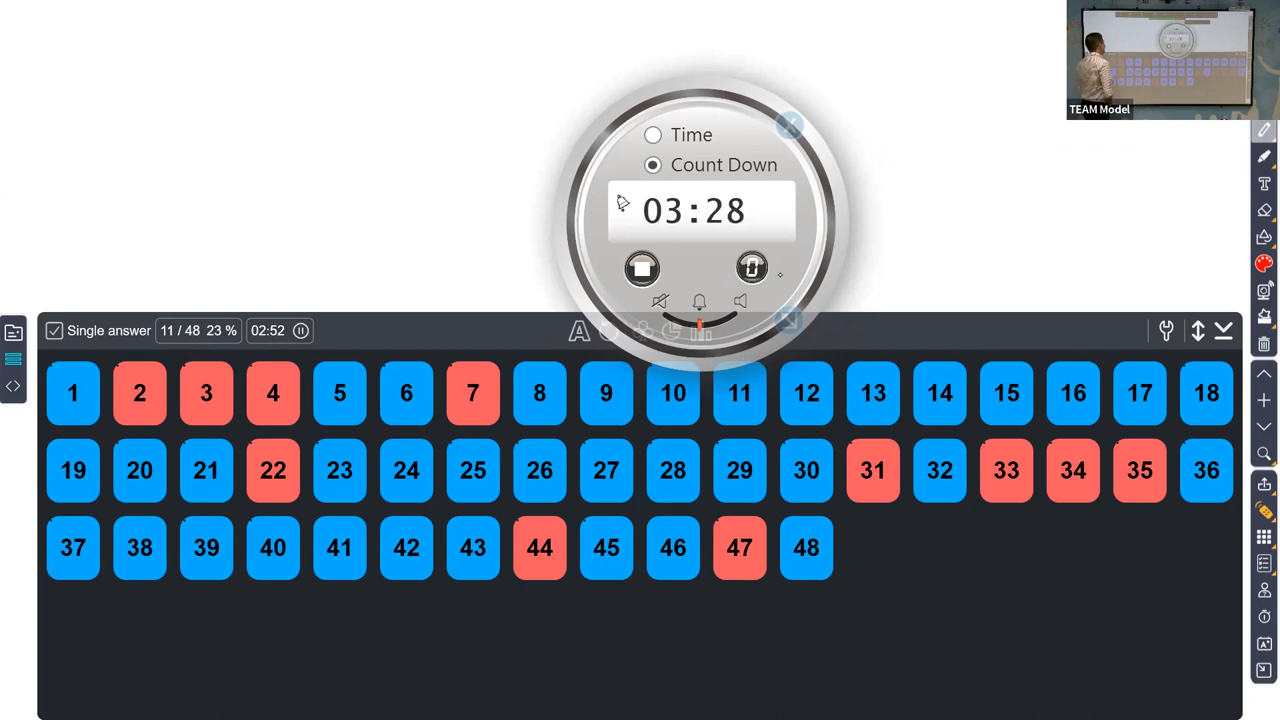 TEAM Model
Time
Count Down
03:28
0
Single answer 11 / 48 23 % 02:52 A
1 2 3 4 5 6 7 8 9 10 11 12 13 14 15 16 17 18
19 20 21 22 23 24 25 26 27 28 29 30 31 32 33 34 35 36
37 38 39 40 41 42 43 44 45 46 47 48